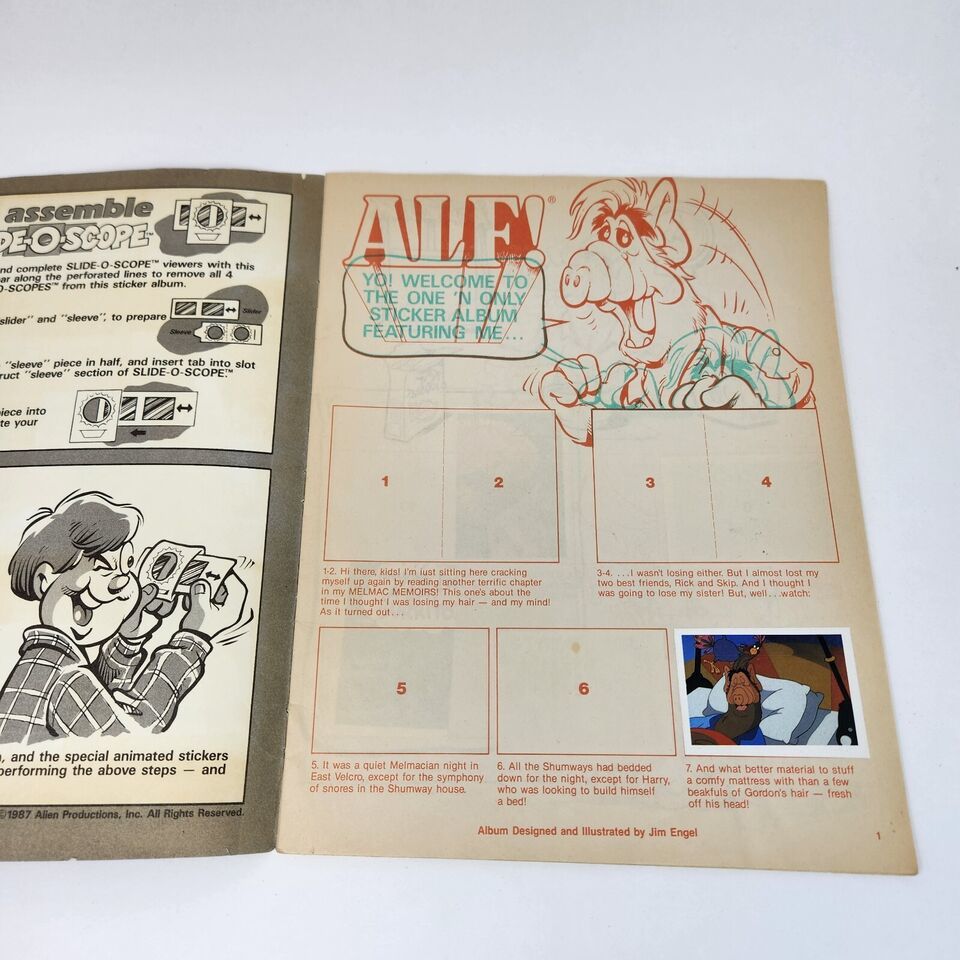 assemble
DE-O-SCOPE™
nd complete SLIDE-O-SCOPE™ viewers with this
ar along the perforated lines to remove all 4
O-SCOPES™ from this sticker album.
slider" and "sleeve", to prepare
Slider
Sleeve
"sleeve" piece in half, and insert tab into slot
ruct "sleeve" section of SLIDE-O-SCOPE™.
iece into
te your
, and the special animated stickers
performing the above steps — and
©1987 Alien Productions, Inc. All Rights Reserved.
ALF!®
YO! WELCOME TO
THE ONE 'N ONLY
STICKER ALBUM
FEATURING ME...
1
2
3
4
1-2. Hi there, kids! I'm just sitting here cracking
myself up again by reading another terrific chapter
in my MELMAC MEMOIRS! This one's about the
time I thought I was losing my hair — and my mind!
As it turned out...
3-4. ...I wasn't losing either. But I almost lost my
two best friends, Rick and Skip. And I thought I
was going to lose my sister! But, well...watch:
5
6
5. It was a quiet Melmacian night in
East Velcro, except for the symphony
of snores in the Shumway house.
6. All the Shumways had bedded
down for the night, except for Harry,
who was looking to build himself
a bed!
7. And what better material to stuff
a comfy mattress with than a few
beakfuls of Gordon's hair — fresh
off his head!
Album Designed and Illustrated by Jim Engel
1